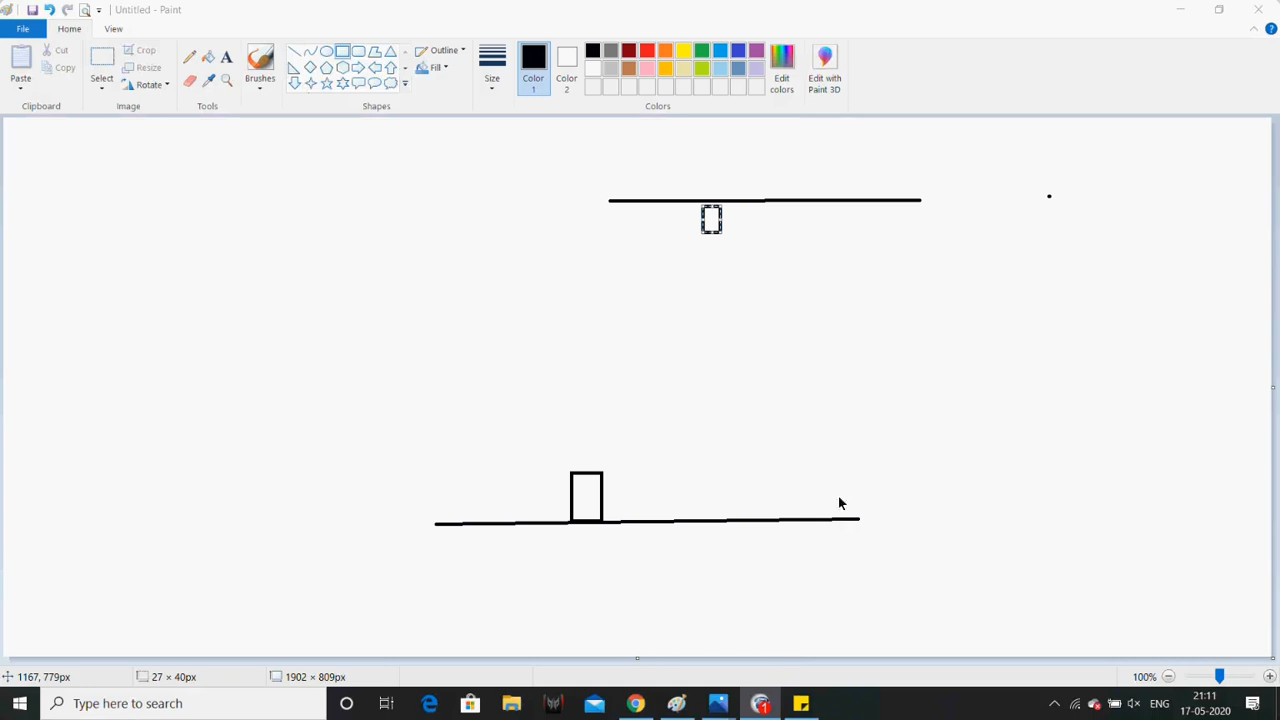 Untitled - Paint
File
Home
View
Paste
Cut
Copy
Clipboard
Select
Crop
Resize
Rotate
Image
A
Tools
Brushes
Shapes
Outline
Fill
Size
Color
1
Color
2
Colors
Edit
colors
Edit with
Paint 3D
1167, 779px
27 × 40px
1902 × 809px
100%
Type here to search
1
ENG
21:11
17-05-2020